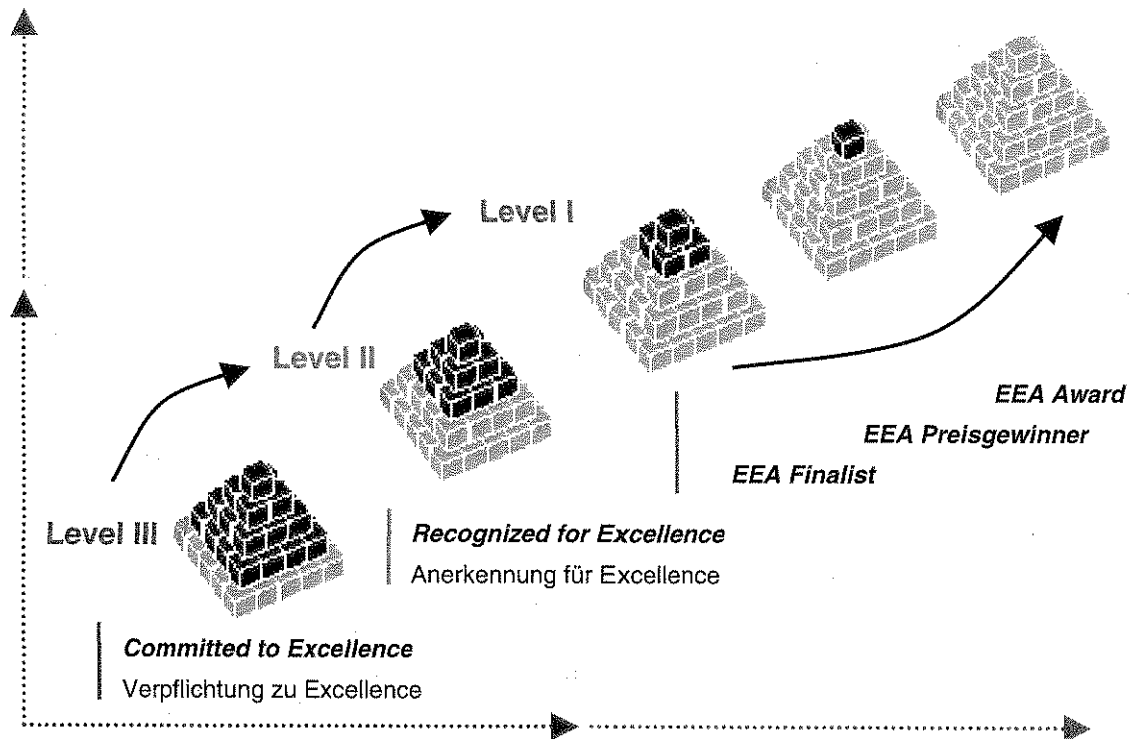 Level I
Level II
EEA Award
EEA Preisgewinner
EEA Finalist
Level III
Recognized for Excellence
Anerkennung für Excellence
Committed to Excellence
Verpflichtung zu Excellence